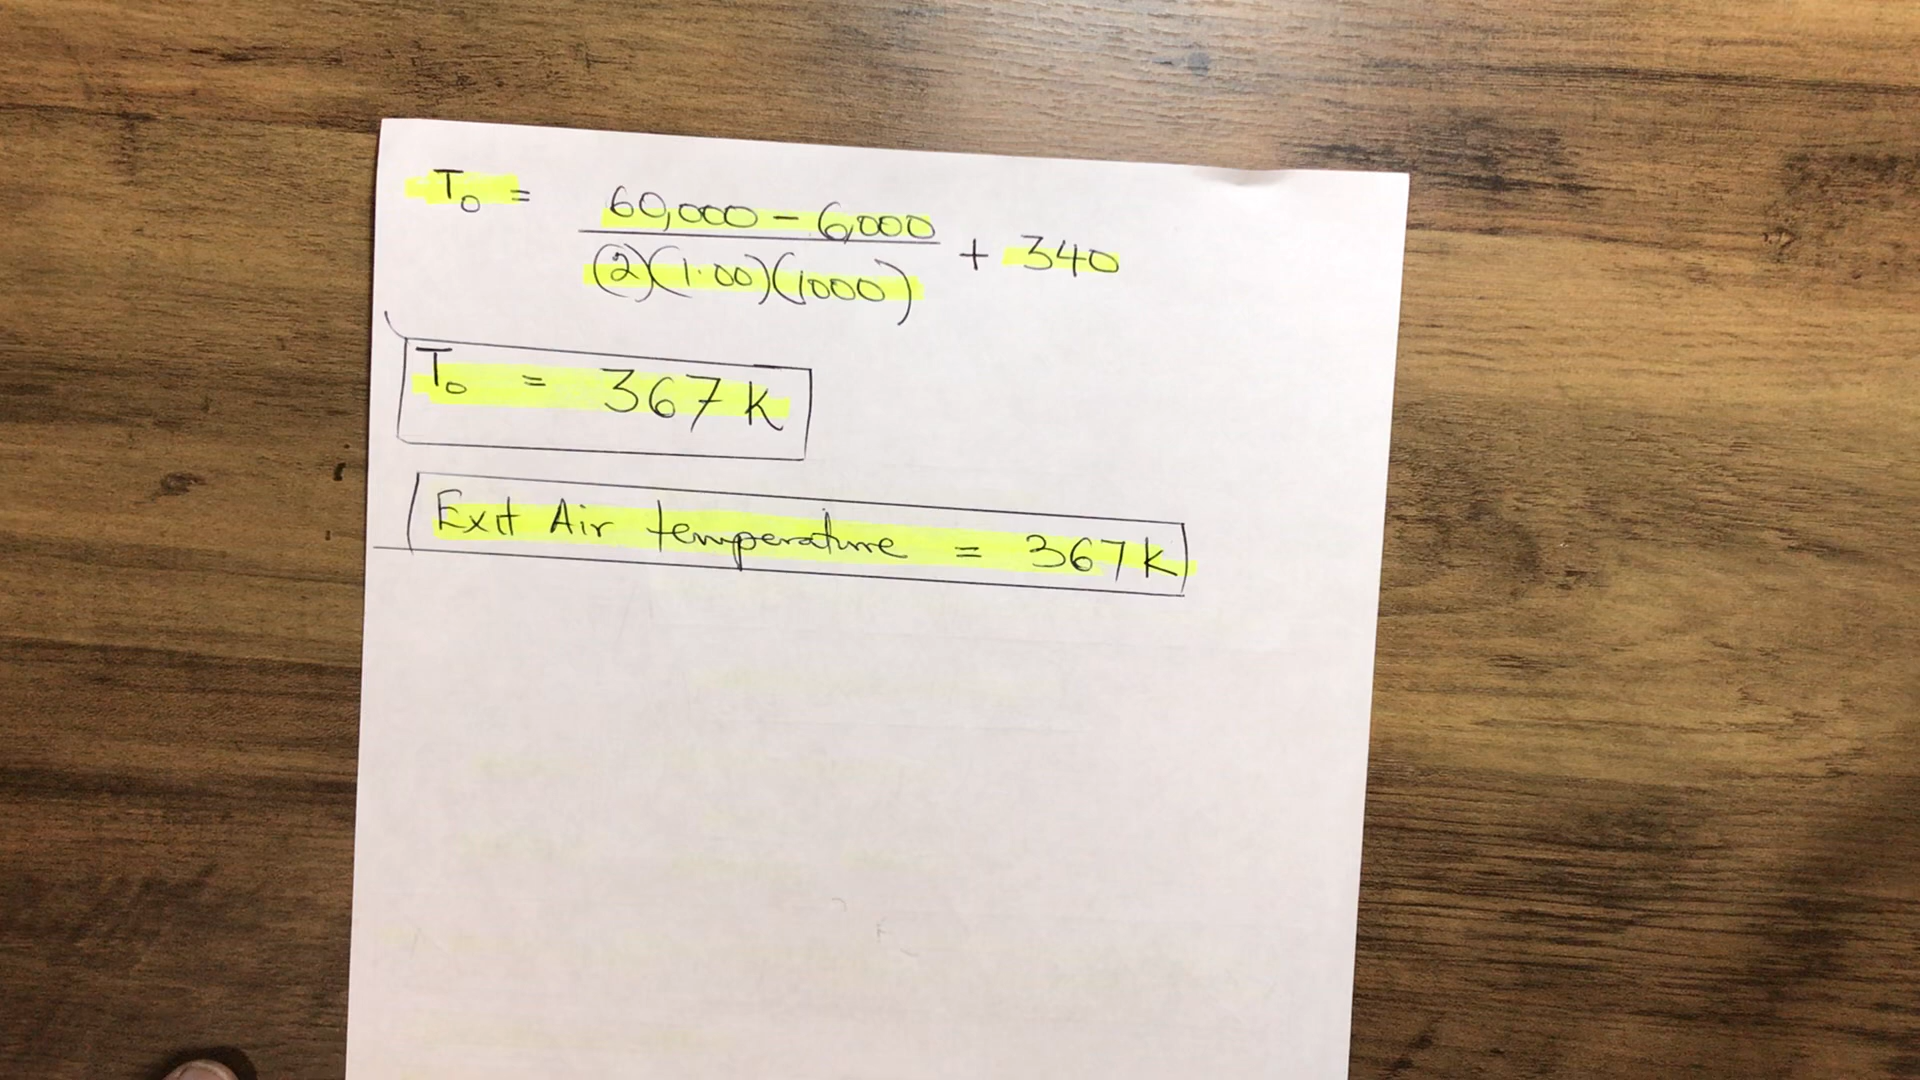 T₀ = (60,000 - 6,000) / (2)(1.00)(1000) + 340
T₀ = 367 K
Exit Air temperature = 367 K